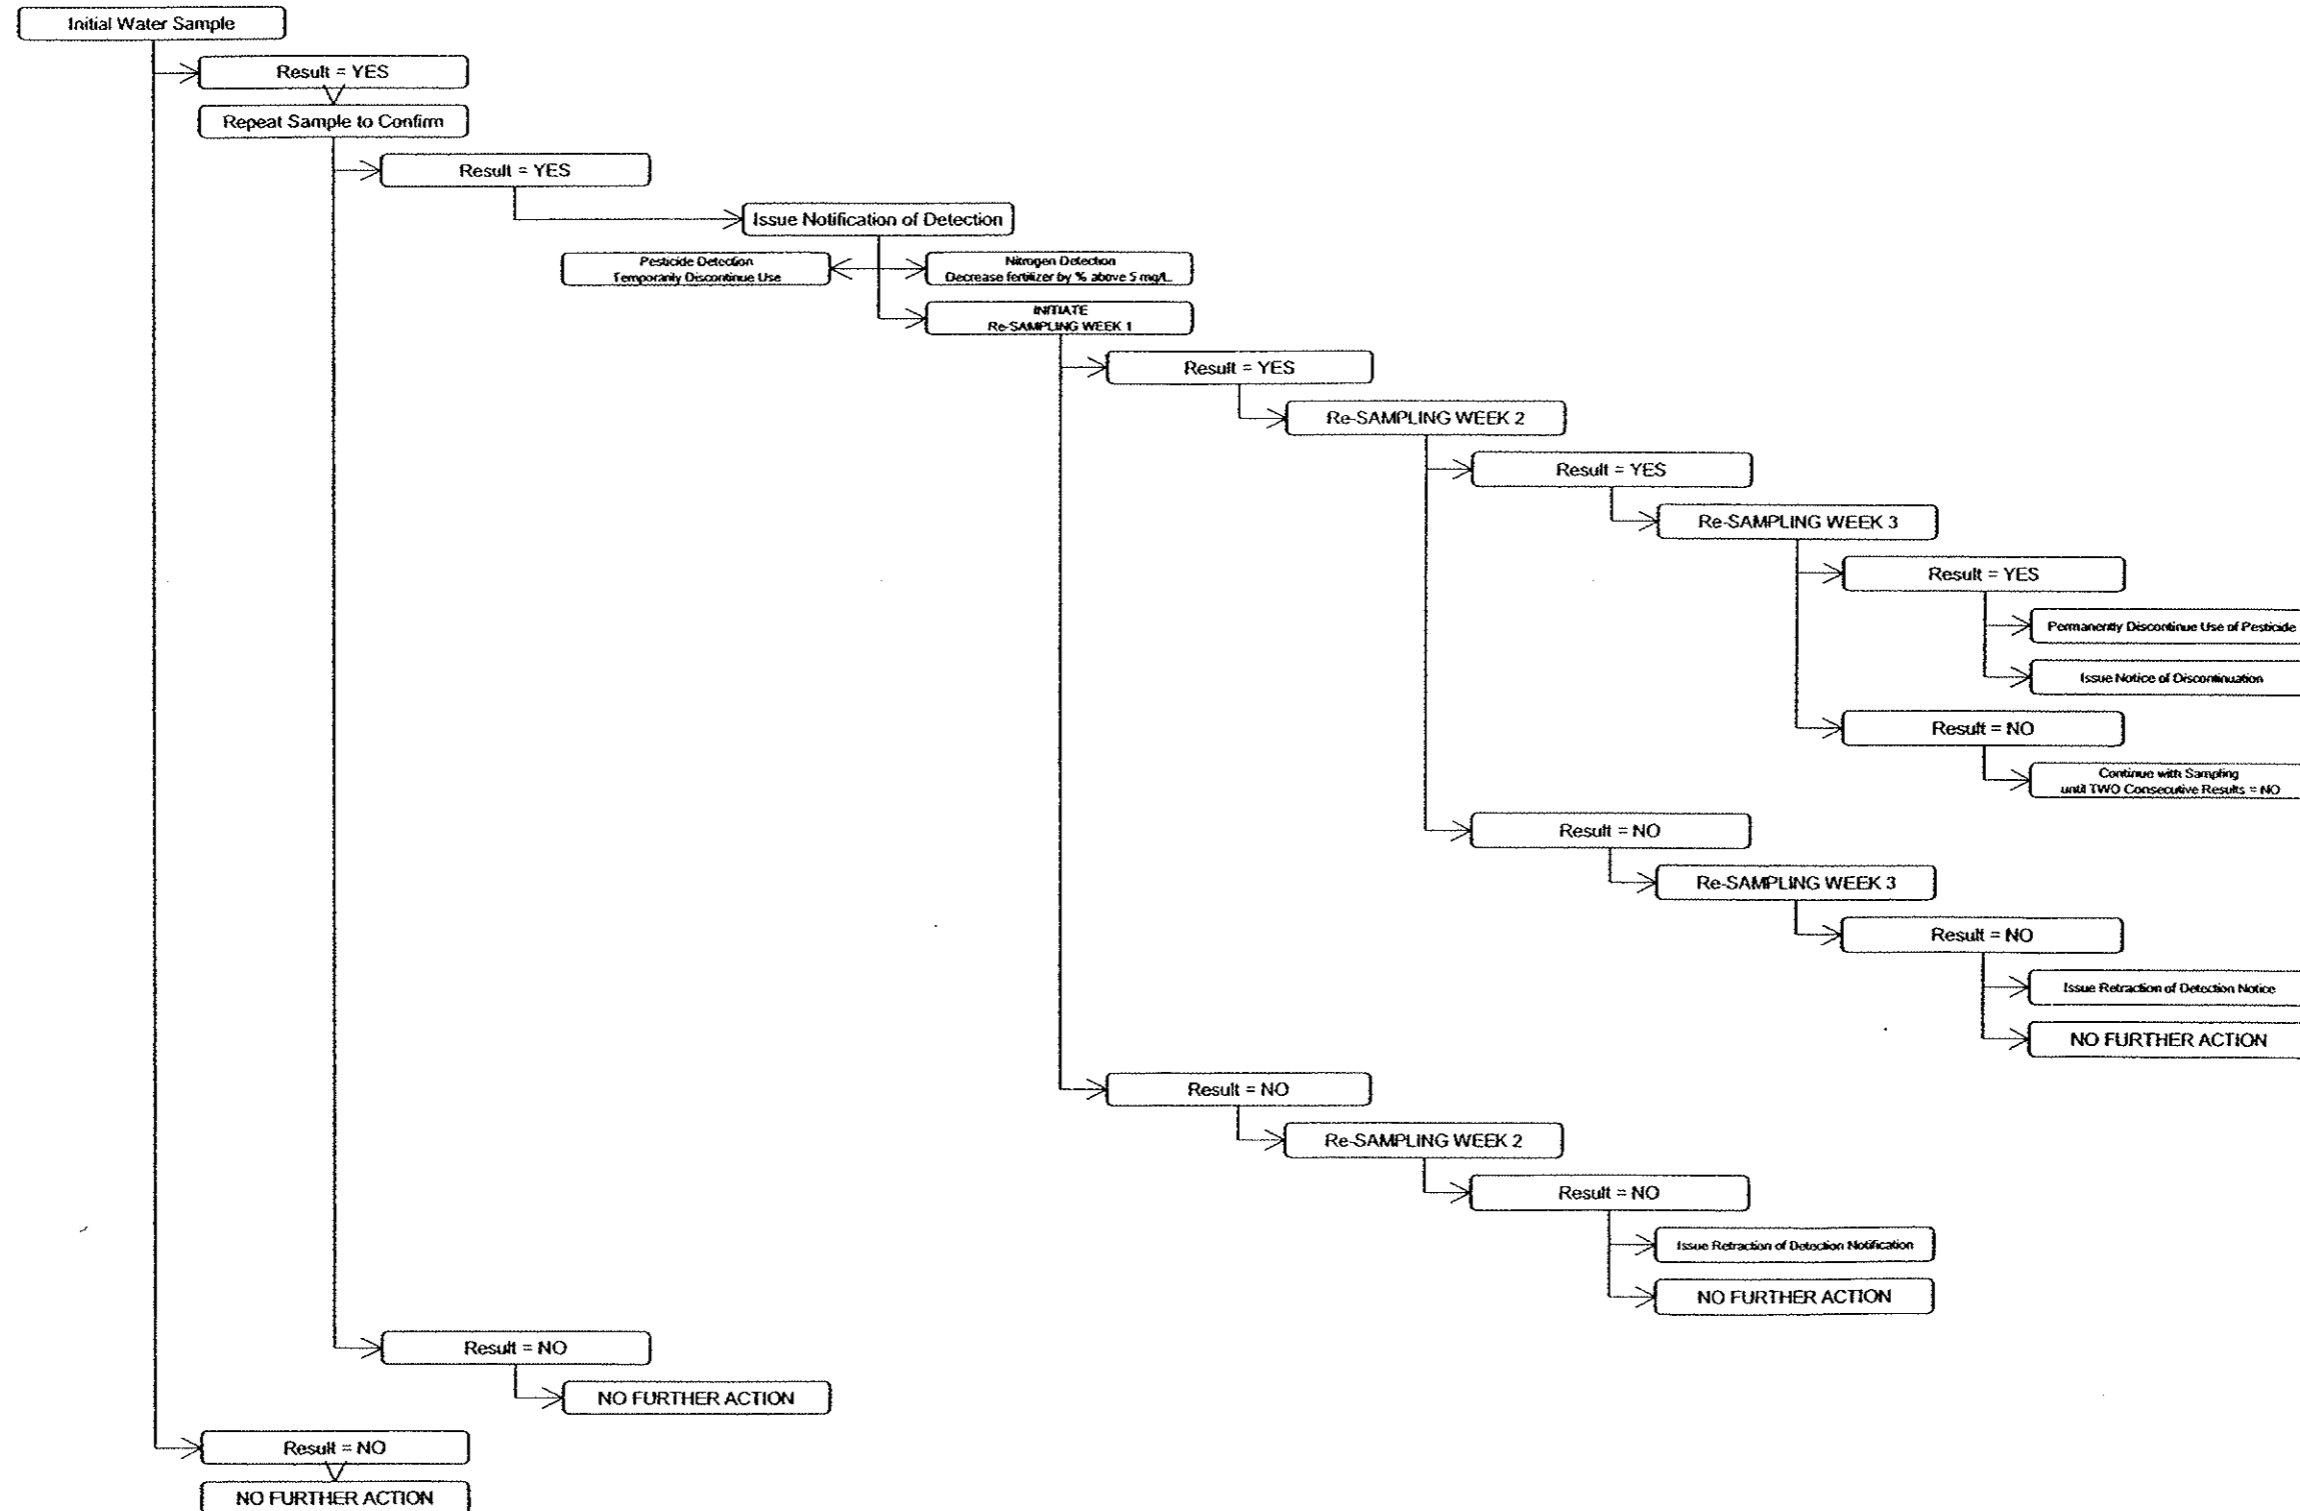 Initial Water Sample
Result = YES
Repeat Sample to Confirm
Result = YES
Issue Notification of Detection
Pesticide Detection
Temporarily Discontinue Use
Nitrogen Detection
Decrease fertilizer by % above 5 mg/L.
INITIATE
Re-SAMPLING WEEK 1
Result = YES
Re-SAMPLING WEEK 2
Result = YES
Re-SAMPLING WEEK 3
Result = YES
Permanently Discontinue Use of Pesticide
Issue Notice of Discontinuation
Result = NO
Continue with Sampling
until TWO Consecutive Results = NO
Result = NO
Re-SAMPLING WEEK 3
Result = NO
Issue Retraction of Detection Notice
NO FURTHER ACTION
Result = NO
Re-SAMPLING WEEK 2
Result = NO
Issue Retraction of Detection Notification
NO FURTHER ACTION
Result = NO
NO FURTHER ACTION
Result = NO
NO FURTHER ACTION